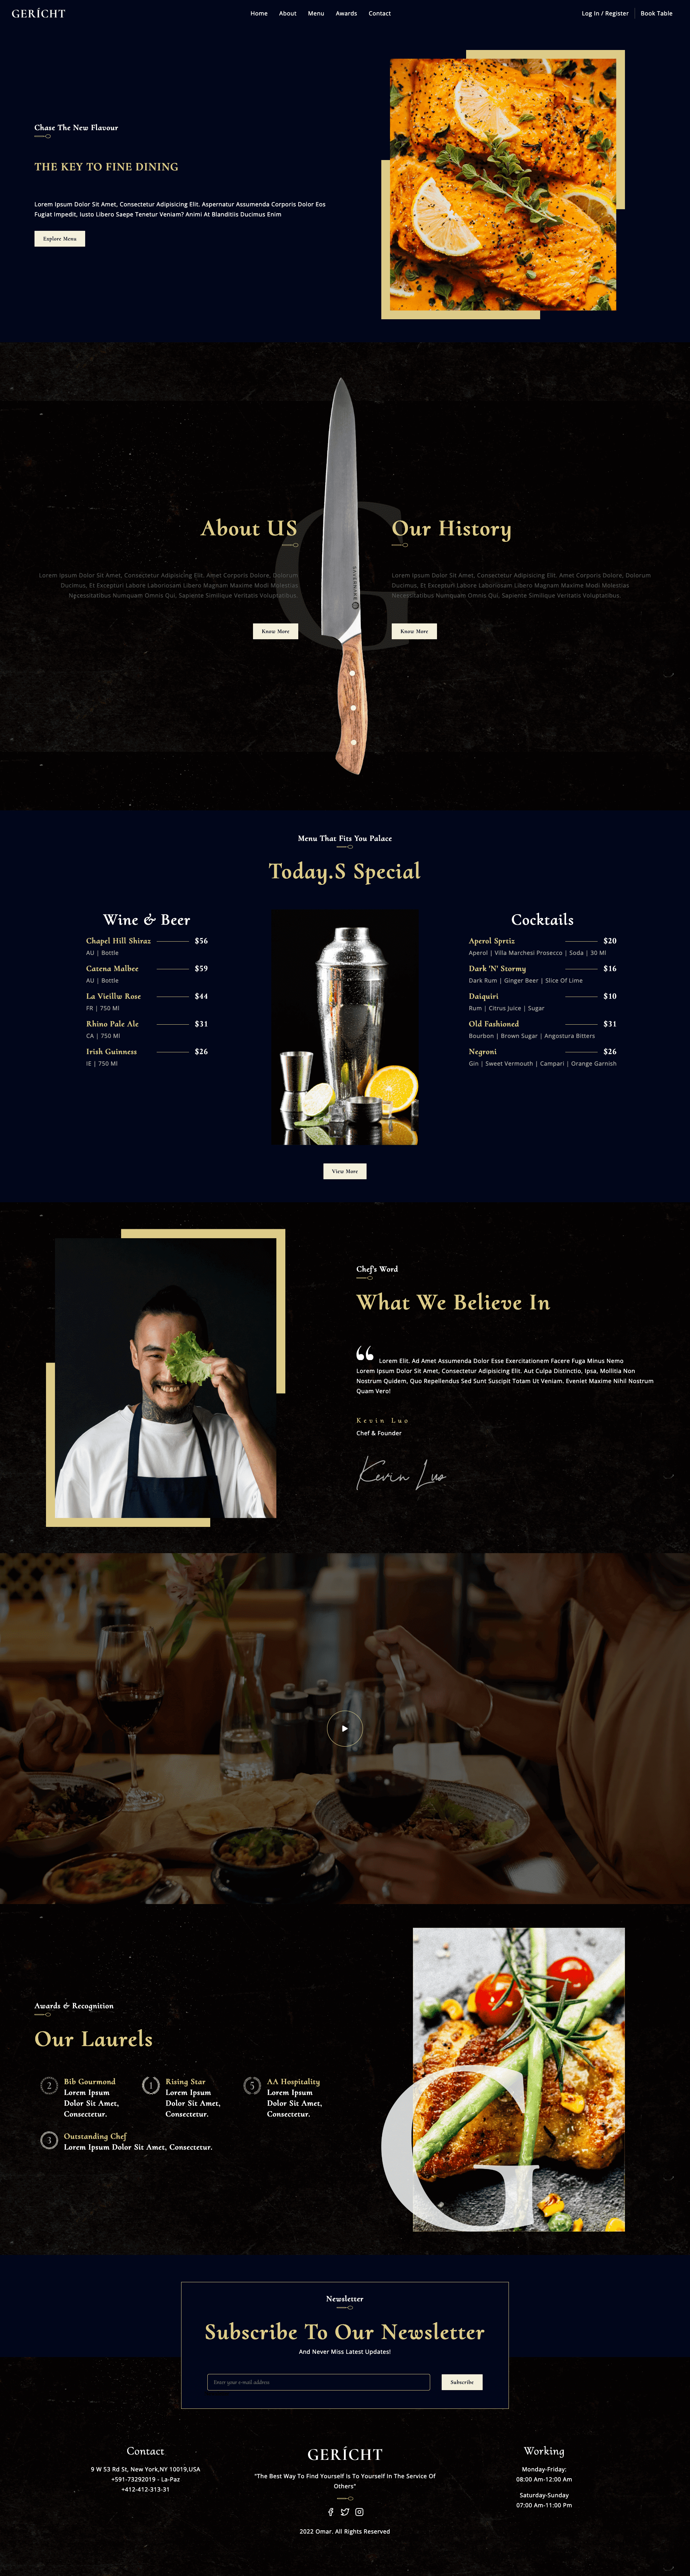 GERÍCHT
Home About Menu Awards Contact
Log In / Register Book Table
Chase The New Flavour
THE KEY TO FINE DINING
Lorem Ipsum Dolor Sit Amet, Consectetur Adipisicing Elit. Aspernatur Assumenda Corporis Dolor Eos
Fugiat Impedit, Iusto Libero Saepe Tenetur Veniam? Animi At Blanditiis Ducimus Enim
Explore Menu
About US
Lorem Ipsum Dolor Sit Amet, Consectetur Adipisicing Elit. Amet Corporis Dolore, Dolorum
Ducimus, Et Excepturi Labore Laboriosam Libero Magnam Maxime Modi Molestias
Necessitatibus Numquam Omnis Qui, Sapiente Similique Veritatis Voluptatibus.
Know More
G
Our History
Lorem Ipsum Dolor Sit Amet, Consectetur Adipisicing Elit. Amet Corporis Dolore, Dolorum
Ducimus, Et Excepturi Labore Laboriosam Libero Magnam Maxime Modi Molestias
Necessitatibus Numquam Omnis Qui, Sapiente Similique Veritatis Voluptatibus.
Know More
Menu That Fits You Palace
Today.S Special
Wine & Beer
Chapel Hill Shiraz $56
AU | Bottle
Catena Malbee $59
AU | Bottle
La Vieillw Rose $44
FR | 750 Ml
Rhino Pale Ale $31
CA | 750 Ml
Irish Guinness $26
IE | 750 Ml
Cocktails
Aperol Sprtiz $20
Aperol | Villa Marchesi Prosecco | Soda | 30 Ml
Dark 'N' Stormy $16
Dark Rum | Ginger Beer | Slice Of Lime
Daiquiri $10
Rum | Citrus Juice | Sugar
Old Fashioned $31
Bourbon | Brown Sugar | Angostura Bitters
Negroni $26
Gin | Sweet Vermouth | Campari | Orange Garnish
View More
Chef's Word
What We Believe In
“ Lorem Elit. Ad Amet Assumenda Dolor Esse Exercitationem Facere Fuga Minus Nemo
Lorem Ipsum Dolor Sit Amet, Consectetur Adipisicing Elit. Aut Culpa Distinctio, Ipsa, Mollitia Non
Nostrum Quidem, Quo Repellendus Sed Sunt Suscipit Totam Ut Veniam. Eveniet Maxime Nihil Nostrum
Quam Vero!
Kevin Luo
Chef & Founder
Kevin Luo
Awards & Recognition
Our Laurels
2
Bib Gourmond
Lorem Ipsum
Dolor Sit Amet,
Consectetur.
1
Rising Star
Lorem Ipsum
Dolor Sit Amet,
Consectetur.
5
AA Hospitality
Lorem Ipsum
Dolor Sit Amet,
Consectetur.
3
Outstanding Chef
Lorem Ipsum Dolor Sit Amet, Consectetur.
G
Newsletter
Subscribe To Our Newsletter
And Never Miss Latest Updates!
Enter your e-mail address
Subscribe
Contact
9 W 53 Rd St, New York,NY 10019,USA
+591-73292019 - La-Paz
+412-412-313-31
GERÍCHT
"The Best Way To Find Yourself Is To Yourself In The Service Of
Others"
2022 Omar. All Rights Reserved
Working
Monday-Friday:
08:00 Am-12:00 Am
Saturday-Sunday
07:00 Am-11:00 Pm